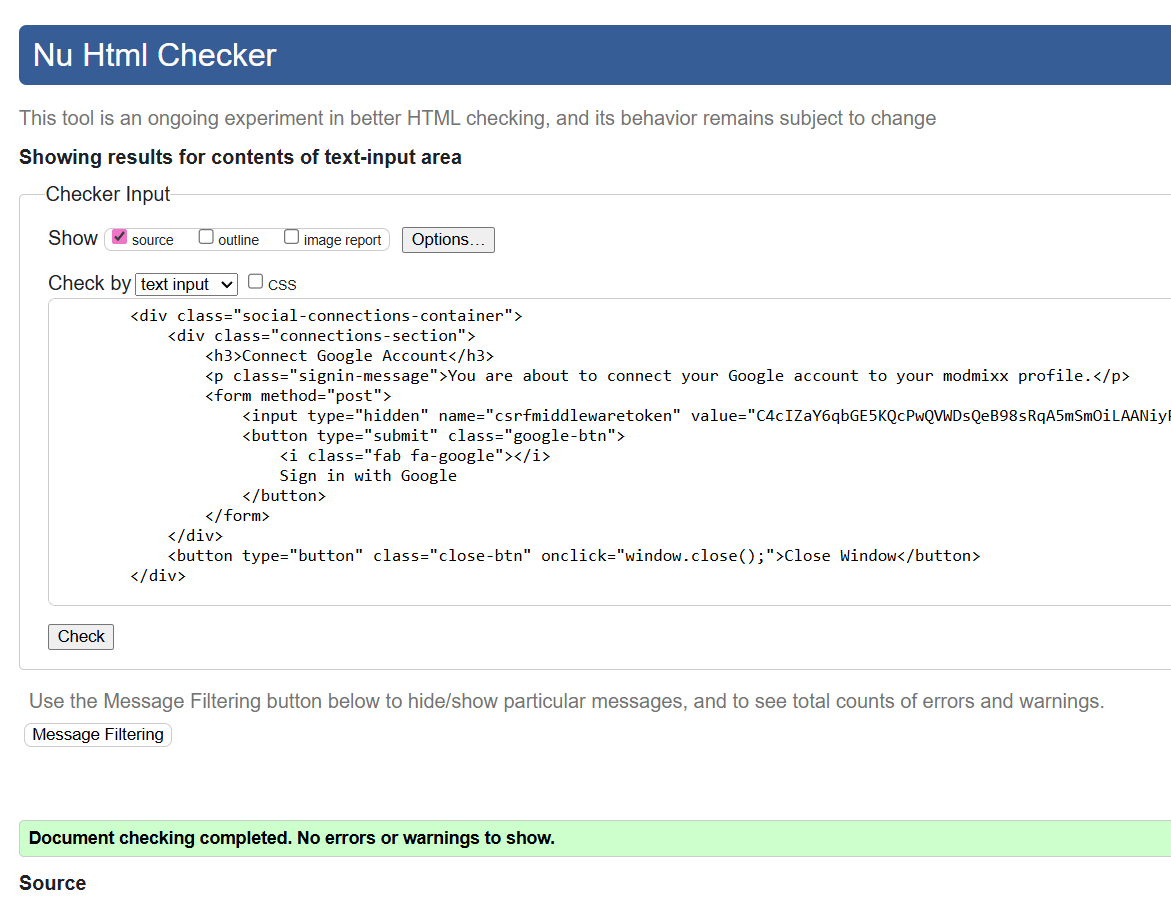 Nu Html Checker
This tool is an ongoing experiment in better HTML checking, and its behavior remains subject to change
Showing results for contents of text-input area
Checker Input
Show source outline image report Options...
Check by text input CSS
<div class="social-connections-container">
<div class="connections-section">
<h3>Connect Google Account</h3>
<p class="signin-message">You are about to connect your Google account to your modmixx profile.</p>
<form method="post">
<input type="hidden" name="csrfmiddlewaretoken" value="C4cIZaY6qbGE5KQcPwQVWDsQeB98sRqA5mSmOiLAANiy
<button type="submit" class="google-btn">
<i class="fab fa-google"></i>
Sign in with Google
</button>
</form>
</div>
<button type="button" class="close-btn" onclick="window.close();">Close Window</button>
</div>
Check
Use the Message Filtering button below to hide/show particular messages, and to see total counts of errors and warnings.
Message Filtering
Document checking completed. No errors or warnings to show.
Source